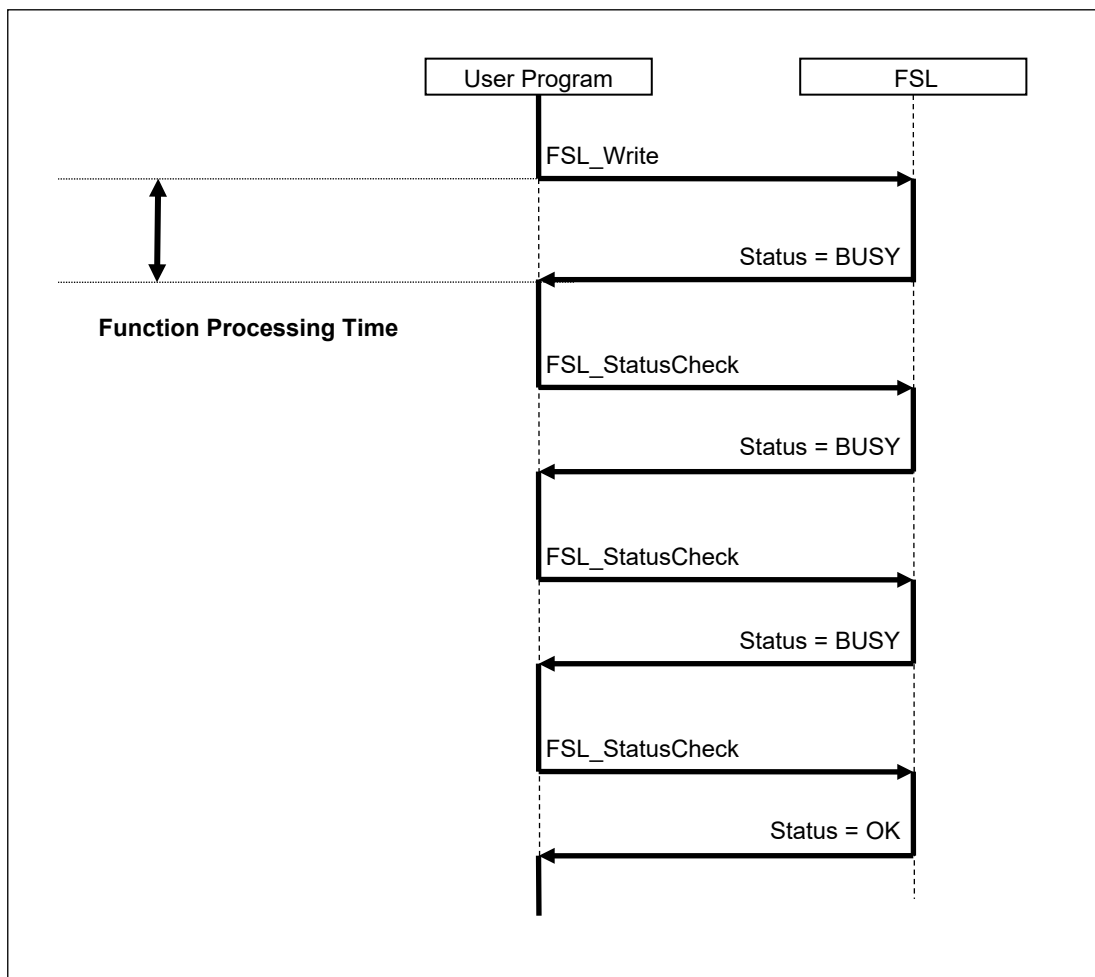 User Program
FSL
FSL_Write
Status = BUSY
Function Processing Time
FSL_StatusCheck
Status = BUSY
FSL_StatusCheck
Status = BUSY
FSL_StatusCheck
Status = OK